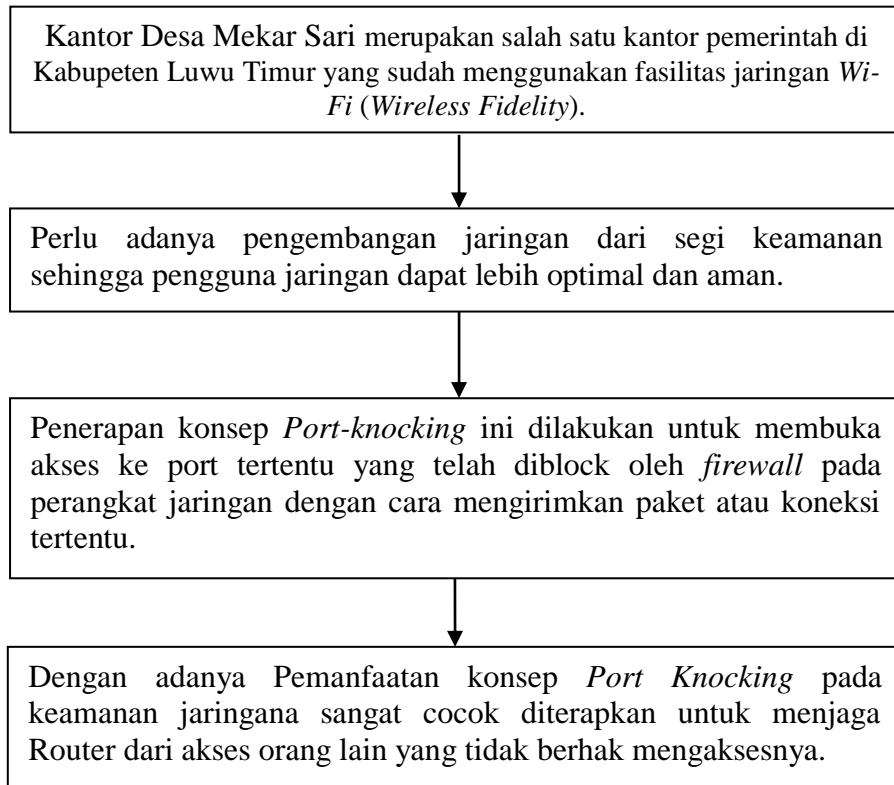 Kantor Desa Mekar Sari merupakan salah satu kantor pemerintah di
Kabupeten Luwu Timur yang sudah menggunakan fasilitas jaringan Wi-
Fi (Wireless Fidelity).
Perlu adanya pengembangan jaringan dari segi keamanan
sehingga pengguna jaringan dapat lebih optimal dan aman.
Penerapan konsep Port-knocking ini dilakukan untuk membuka
akses ke port tertentu yang telah diblock oleh firewall pada
perangkat jaringan dengan cara mengirimkan paket atau koneksi
tertentu.
Dengan adanya Pemanfaatan konsep Port Knocking pada
keamanan jaringana sangat cocok diterapkan untuk menjaga
Router dari akses orang lain yang tidak berhak mengaksesnya.